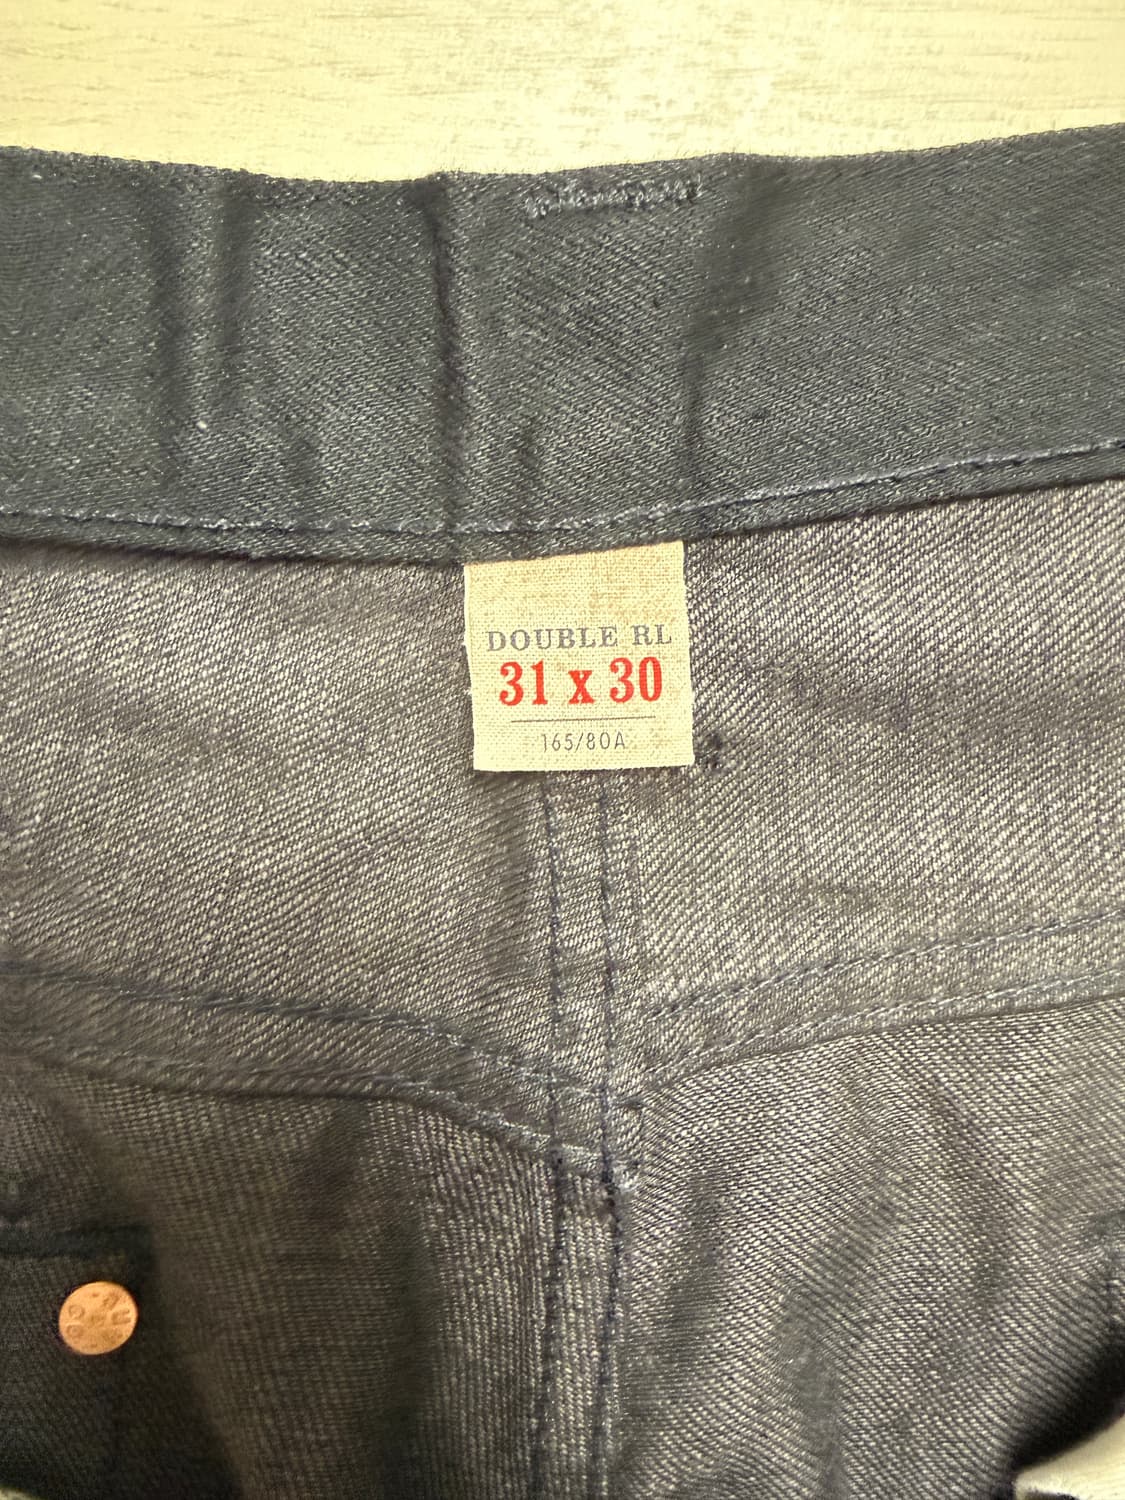 DOUBLE RL
31 x 30
165/80A